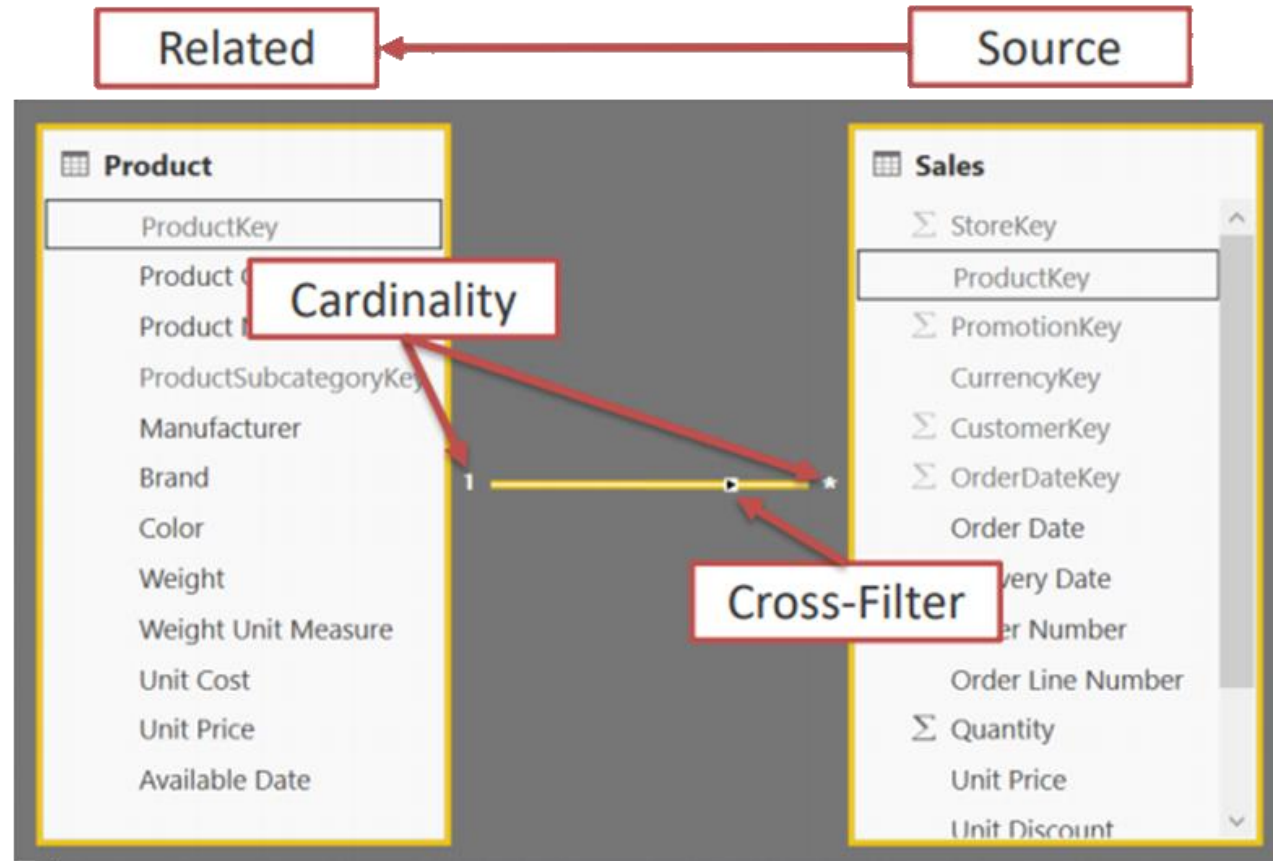 Related
Source
Product
ProductKey
Product
Product
ProductSubcategoryKey
Manufacturer
Brand
Color
Weight
Weight Unit Measure
Unit Cost
Unit Price
Available Date
Cardinality
1
*
Cross-Filter
Sales
Σ StoreKey
ProductKey
Σ PromotionKey
CurrencyKey
Σ CustomerKey
Σ OrderDateKey
Order Date
Date
Number
Order Line Number
Σ Quantity
Unit Price
Unit Discount